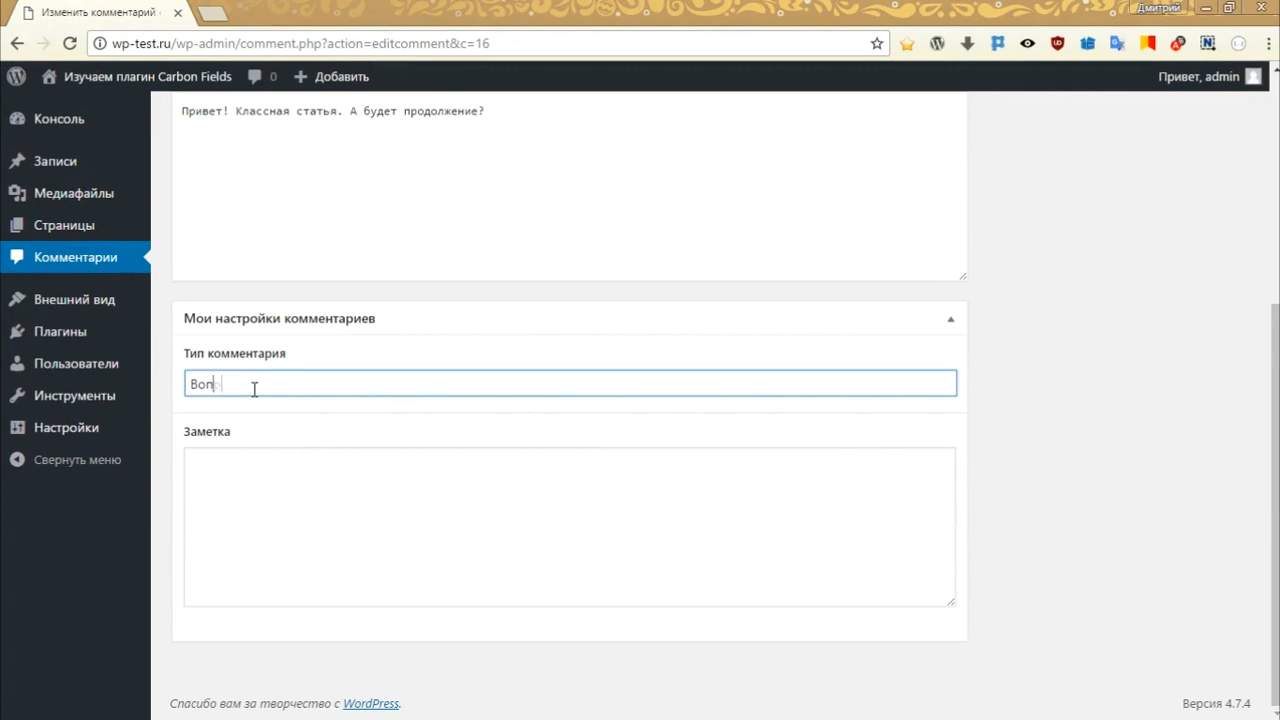 Изменить комментарий
Дмитрий
wp-test.ru/wp-admin/comment.php?action=editcomment&c=16
Изучаем плагин Carbon Fields
0
Добавить
Привет, admin
Привет! Классная статья. А будет продолжение?
Консоль
Записи
Медиафайлы
Страницы
Комментарии
Внешний вид
Плагины
Пользователи
Инструменты
Настройки
Свернуть меню
Мои настройки комментариев
Тип комментария
Воп
Заметка
Спасибо вам за творчество с WordPress.
Версия 4.7.4